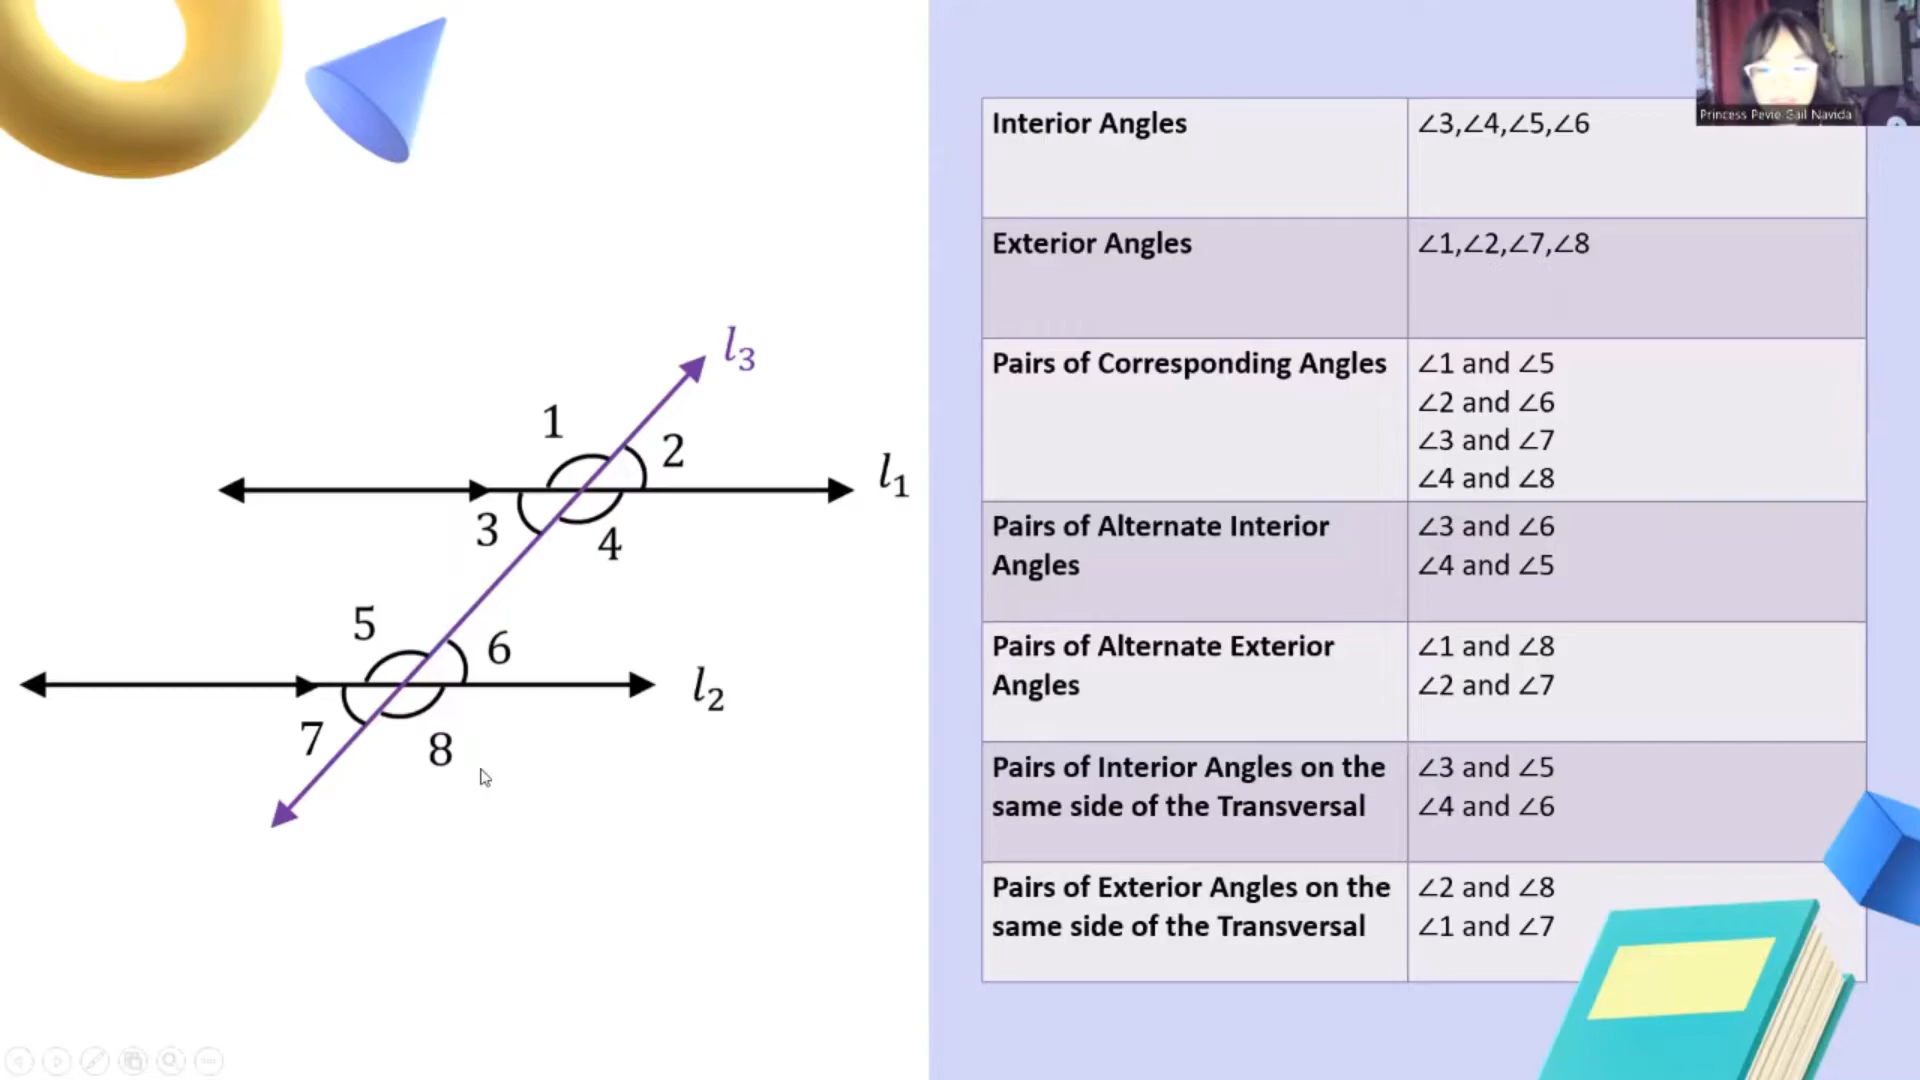 l3
1
2
l1
3
4
5
6
l2
7
8
Princess Pevie Gail Navida
Interior Angles
∠3,∠4,∠5,∠6
Exterior Angles
∠1,∠2,∠7,∠8
Pairs of Corresponding Angles
∠1 and ∠5
∠2 and ∠6
∠3 and ∠7
∠4 and ∠8
Pairs of Alternate Interior
Angles
∠3 and ∠6
∠4 and ∠5
Pairs of Alternate Exterior
Angles
∠1 and ∠8
∠2 and ∠7
Pairs of Interior Angles on the
same side of the Transversal
∠3 and ∠5
∠4 and ∠6
Pairs of Exterior Angles on the
same side of the Transversal
∠2 and ∠8
∠1 and ∠7